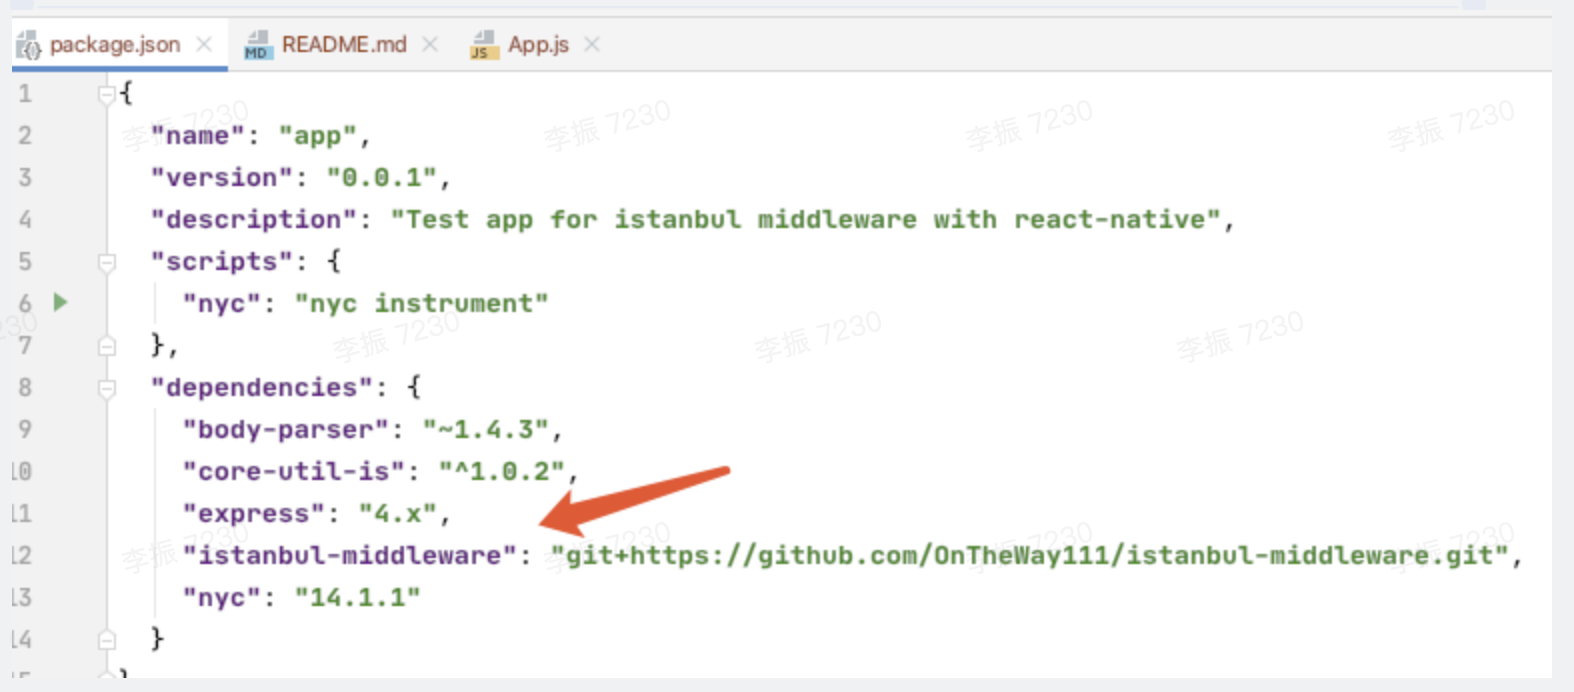 package.json README.md App.js
1 {
2 "name": "app",
3 "version": "0.0.1",
4 "description": "Test app for istanbul middleware with react-native",
5 "scripts": {
6 "nyc": "nyc instrument"
7 },
8 "dependencies": {
9 "body-parser": "~1.4.3",
10 "core-util-is": "^1.0.2",
11 "express": "4.x",
12 "istanbul-middleware": "git+https://github.com/OnTheWay111/istanbul-middleware.git",
13 "nyc": "14.1.1"
14 }
李振 7230
李振 7230
李振 7230
李振 7230
李振 7230
李振 7230
李振 7230
李振 7230
李振 7230
李振 7230
李振 7230